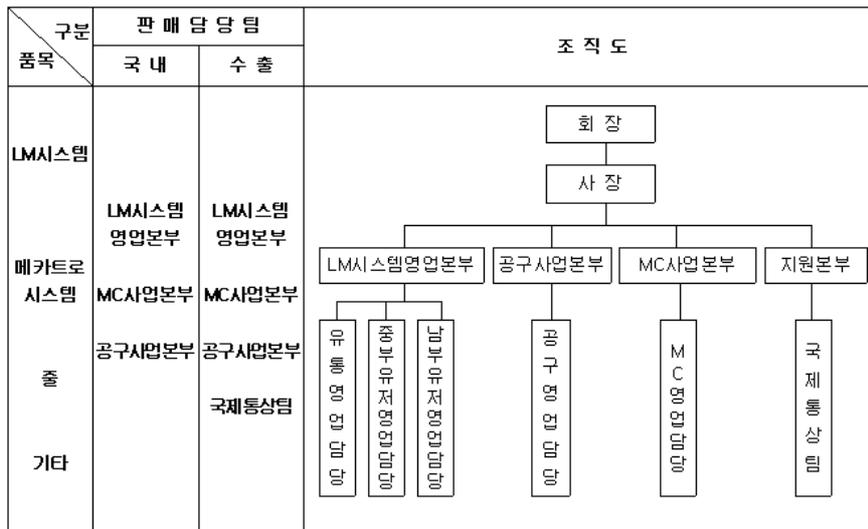 구분
품목
판 매 담 당 팀
국 내
수 출
조 직 도
LM시스템
메카트로
시스템
줄
기타
LM시스템
영업본부
MC사업본부
공구사업본부
LM시스템
영업본부
MC사업본부
공구사업본부
국제통상팀
회 장
사 장
LM시스템영업본부
공구사업본부
MC사업본부
지원본부
유통영업담당
중부유저영업담당
남부유저영업담당
공구영업담당
MC영업담당
국제통상팀